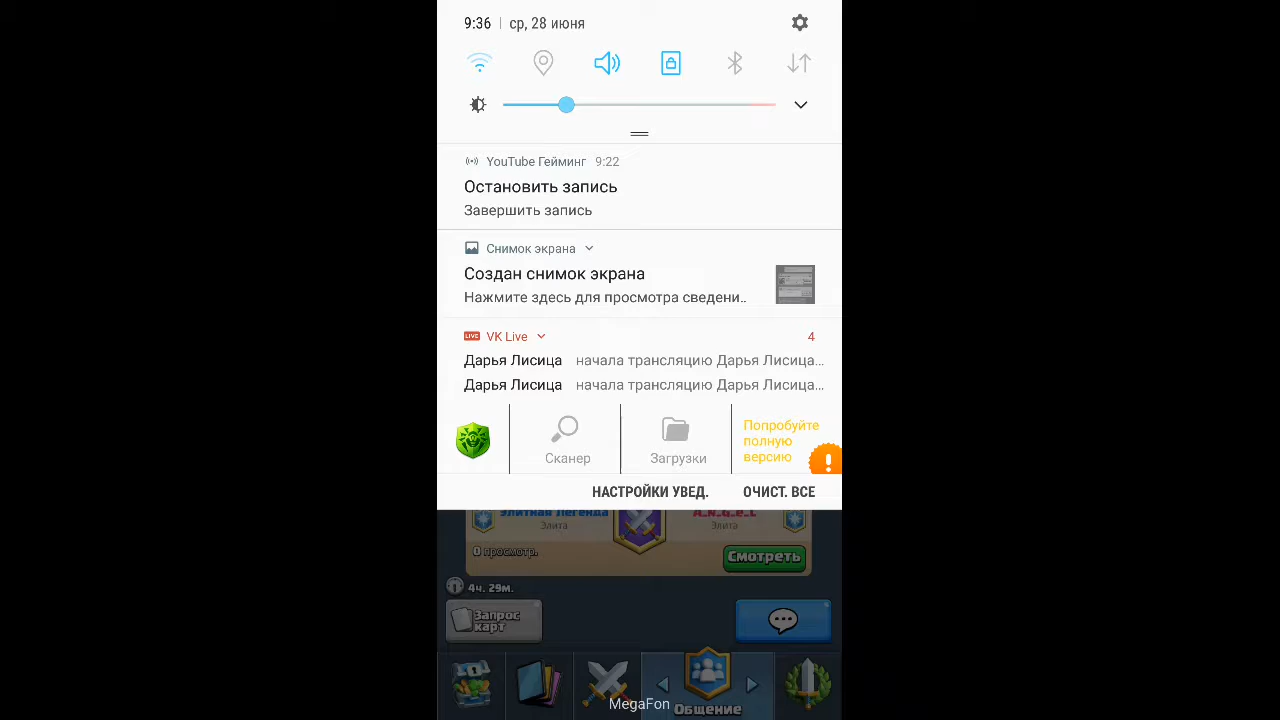 9:36 | ср, 28 июня
YouTube Гейминг 9:22
Остановить запись
Завершить запись
Снимок экрана
Создан снимок экрана
Нажмите здесь для просмотра сведени..
LIVE VK Live 4
Дарья Лисица начала трансляцию Дарья Лисица...
Дарья Лисица начала трансляцию Дарья Лисица...
Сканер
Загрузки
Попробуйте
полную
версию
НАСТРОЙКИ УВЕД.
ОЧИСТ. ВСЕ
Элитная Легенда
A_N_G_E_L
Элита
Элита
0 просмотр.
Смотреть
4ч. 29м.
Запрос
карт
1
MegaFon
Общение